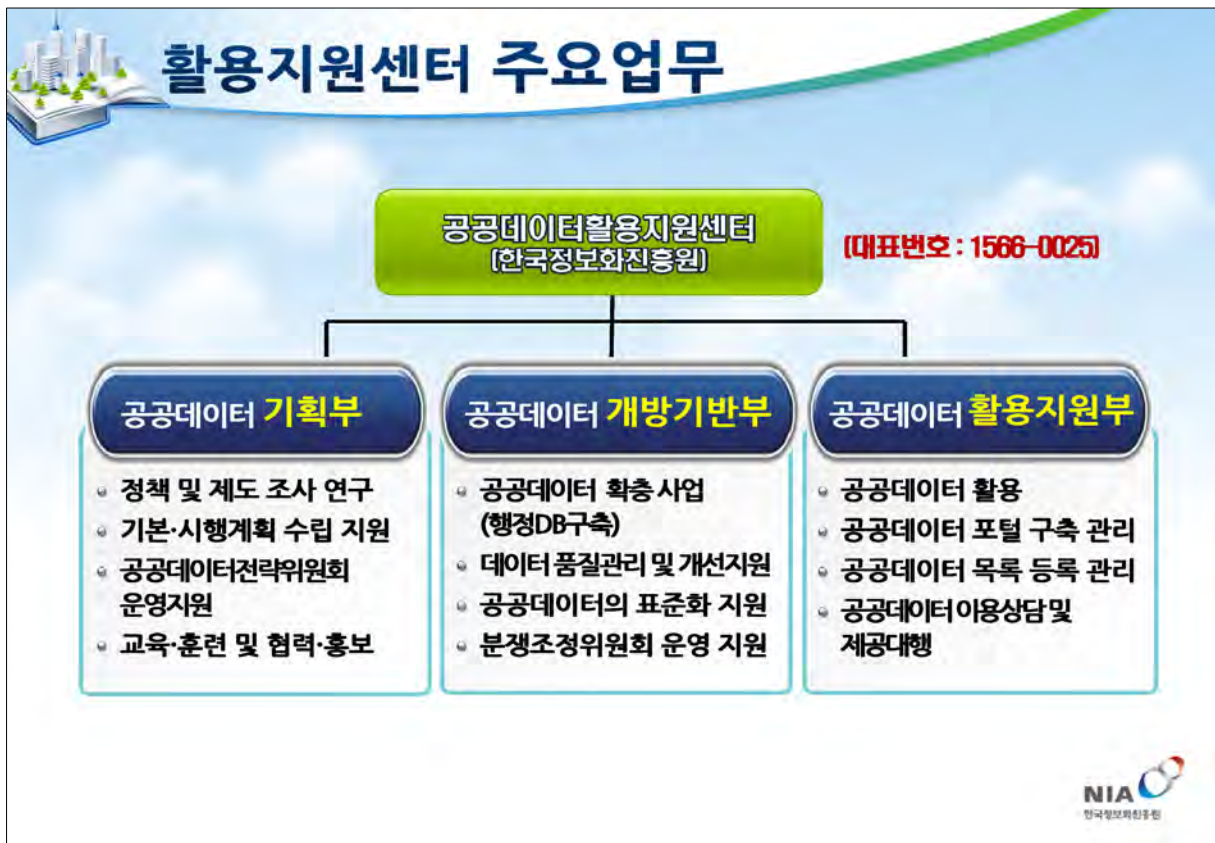 활용지원센터 주요업무
공공데이터활용지원센터
(한국정보화진흥원)
(대표번호 : 1566-0025)
공공데이터 기획부
정책 및 제도 조사 연구
기본·시행계획 수립 지원
공공데이터전략위원회
운영지원
교육·훈련 및 협력·홍보
공공데이터 개방기반부
공공데이터 확충 사업
(행정DB구축)
데이터 품질관리 및 개선지원
공공데이터의 표준화 지원
분쟁조정위원회 운영 지원
공공데이터 활용지원부
공공데이터 활용
공공데이터 포털 구축 관리
공공데이터 목록 등록 관리
공공데이터 이용상담 및
제공대행
NIA
한국정보화진흥원